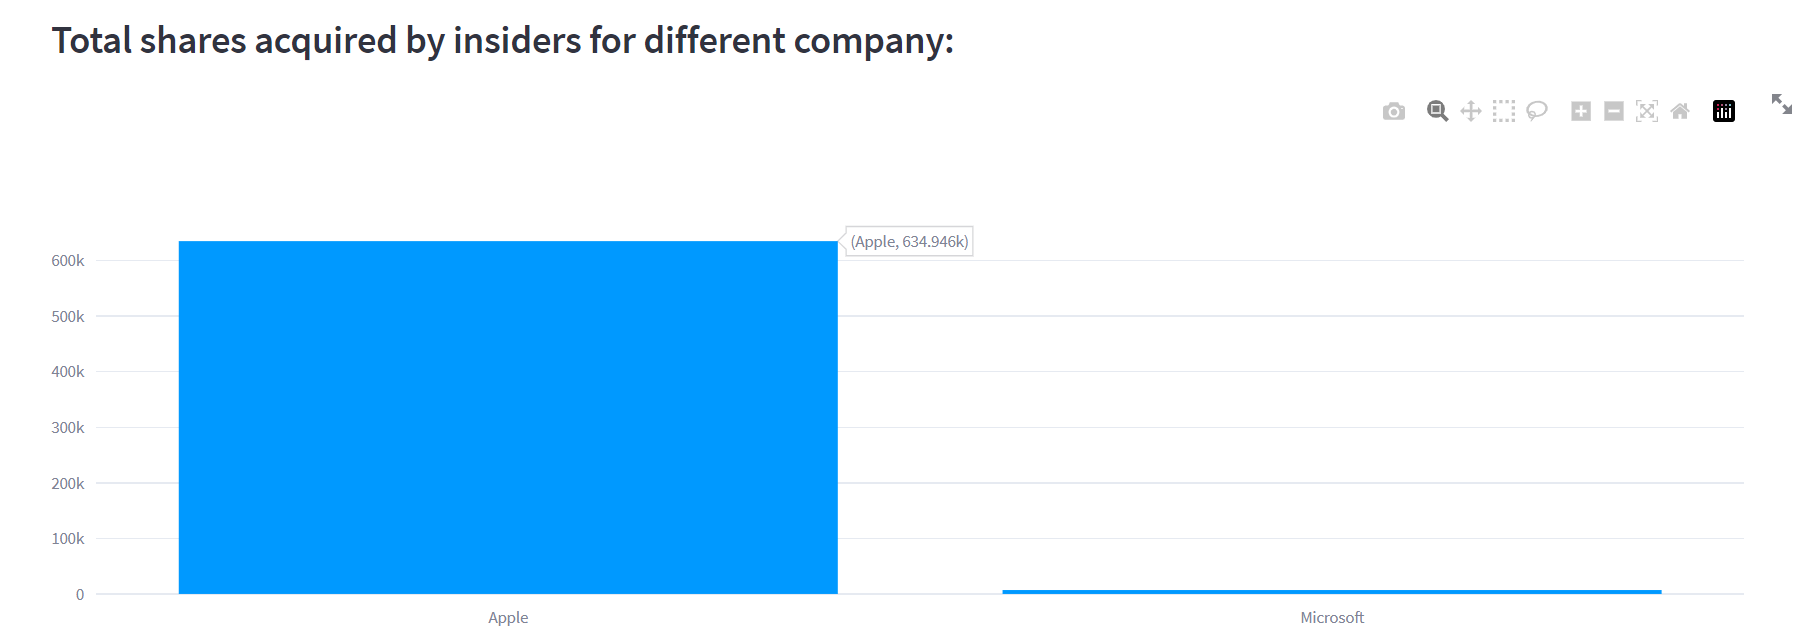 Total shares acquired by insiders for different company:
(Apple, 634.946k)
600k
500k
400k
300k
200k
100k
0
Apple
Microsoft